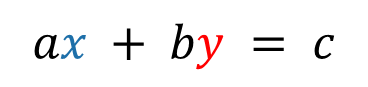 ax + by = c